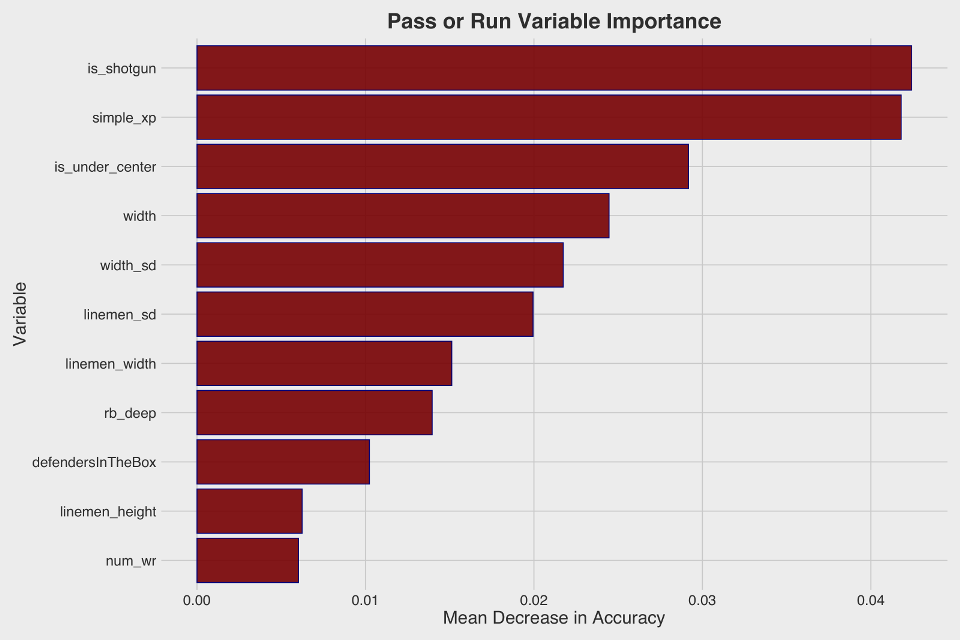 Pass or Run Variable Importance
is_shotgun
simple_xp
is_under_center
width
width_sd
linemen_sd
linemen_width
rb_deep
defendersInTheBox
linemen_height
num_wr
Variable
0.00 0.01 0.02 0.03 0.04
Mean Decrease in Accuracy